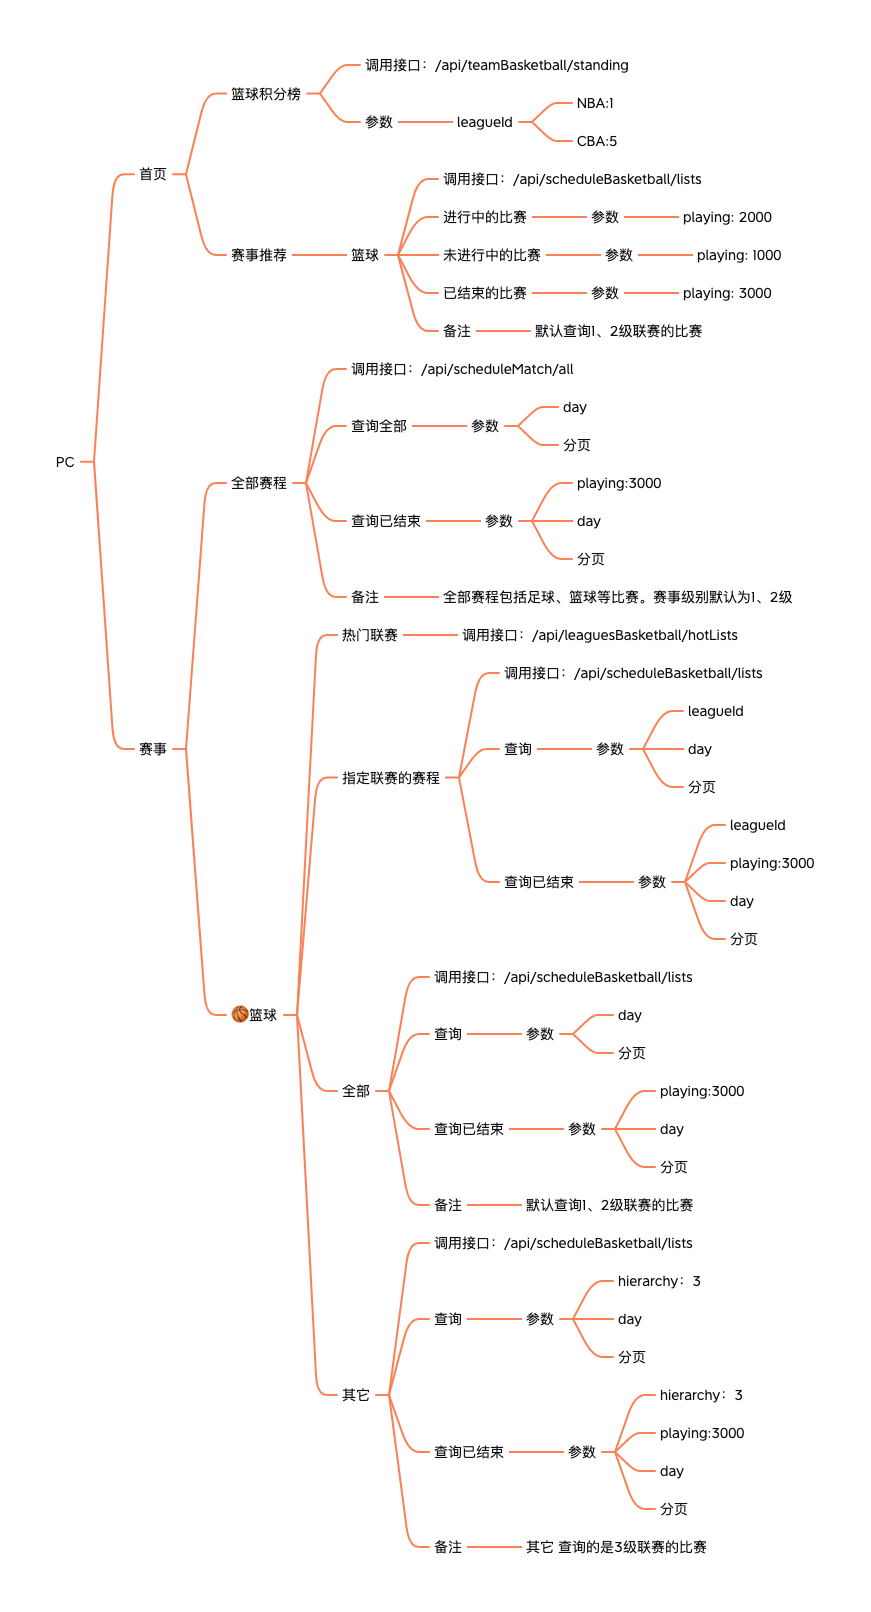 PC
首页
篮球积分榜
调用接口：/api/teamBasketball/standing
参数
leagueId
NBA:1
CBA:5
赛事推荐
篮球
调用接口：/api/scheduleBasketball/lists
进行中的比赛
参数
playing: 2000
未进行中的比赛
参数
playing: 1000
已结束的比赛
参数
playing: 3000
备注
默认查询1、2级联赛的比赛
赛事
全部赛程
调用接口：/api/scheduleMatch/all
查询全部
参数
day
分页
查询已结束
参数
playing:3000
day
分页
备注
全部赛程包括足球、篮球等比赛。赛事级别默认为1、2级
🏀篮球
热门联赛
调用接口：/api/leaguesBasketball/hotLists
指定联赛的赛程
调用接口：/api/scheduleBasketball/lists
查询
参数
leagueId
day
分页
查询已结束
参数
leagueId
playing:3000
day
分页
全部
调用接口：/api/scheduleBasketball/lists
查询
参数
day
分页
查询已结束
参数
playing:3000
day
分页
备注
默认查询1、2级联赛的比赛
其它
调用接口：/api/scheduleBasketball/lists
查询
参数
hierarchy：3
day
分页
查询已结束
参数
hierarchy：3
playing:3000
day
分页
备注
其它 查询的是3级联赛的比赛